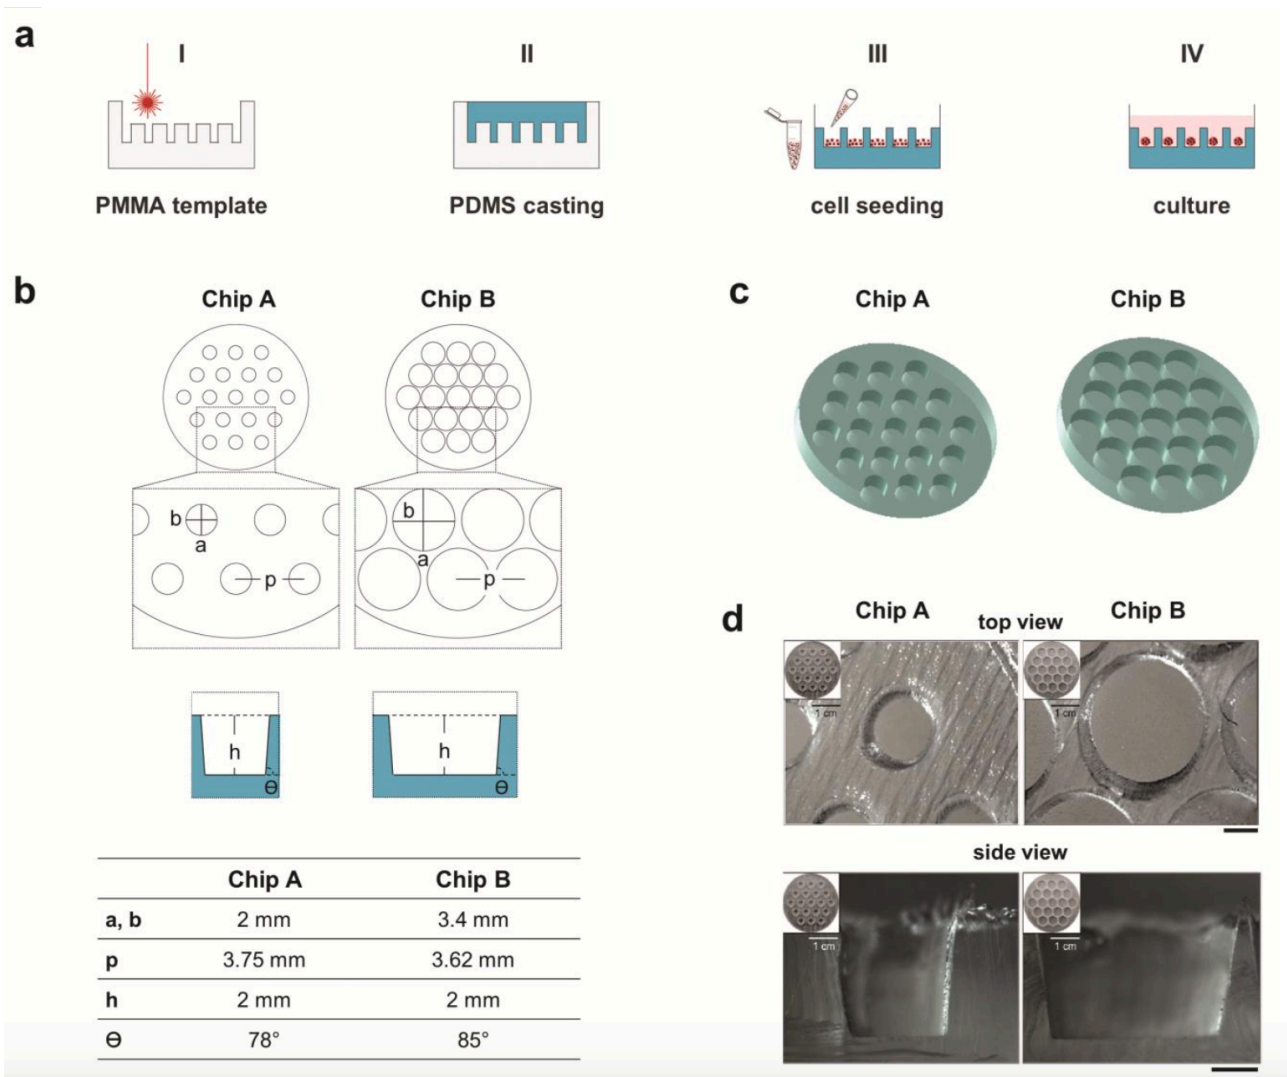 a
I II III IV
PMMA template PDMS casting cell seeding culture
b
Chip A Chip B
b
a
p
b
a
p
h
Ө
h
Ө
Chip A Chip B
a, b 2 mm 3.4 mm
p 3.75 mm 3.62 mm
h 2 mm 2 mm
Ө 78° 85°
c
Chip A Chip B
d
Chip A Chip B
top view
1 cm 1 cm
side view
1 cm 1 cm